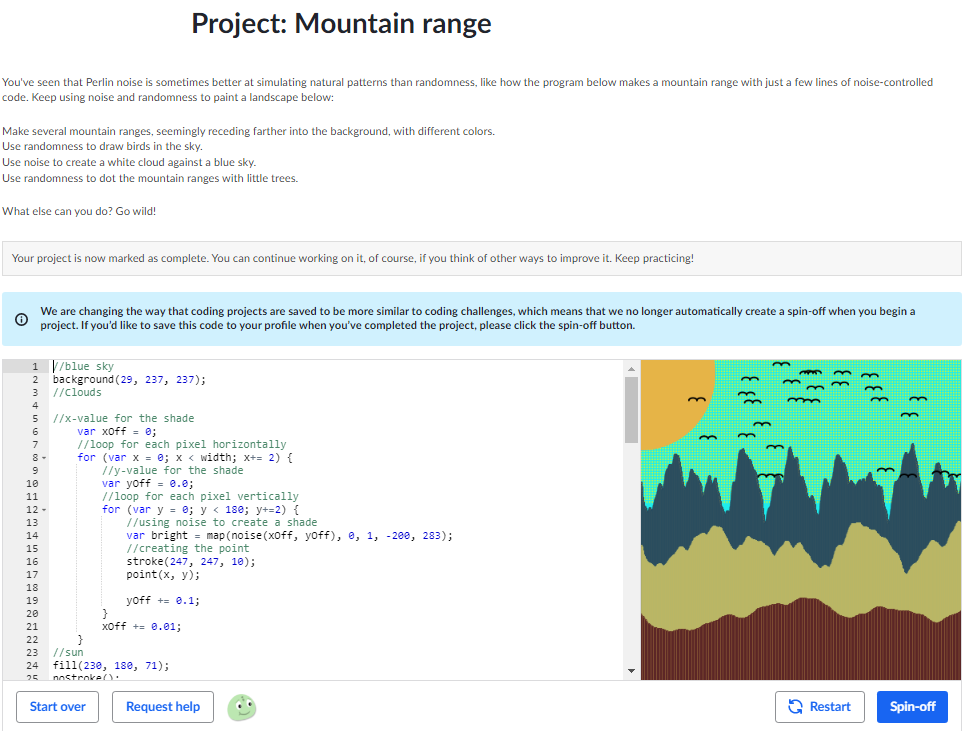 Project: Mountain range
You've seen that Perlin noise is sometimes better at simulating natural patterns than randomness, like how the program below makes a mountain range with just a few lines of noise-controlled
code. Keep using noise and randomness to paint a landscape below:
Make several mountain ranges, seemingly receding farther into the background, with different colors.
Use randomness to draw birds in the sky.
Use noise to create a white cloud against a blue sky.
Use randomness to dot the mountain ranges with little trees.
What else can you do? Go wild!
Your project is now marked as complete. You can continue working on it, of course, if you think of other ways to improve it. Keep practicing!
We are changing the way that coding projects are saved to be more similar to coding challenges, which means that we no longer automatically create a spin-off when you begin a
project. If you'd like to save this code to your profile when you've completed the project, please click the spin-off button.
1 //blue sky
2 background(29, 237, 237);
3 //Clouds
4
5 //x-value for the shade
6 var xOff = 0;
7 //loop for each pixel horizontally
8 for (var x = 0; x < width; x+= 2) {
9 //y-value for the shade
10 var yOff = 0.0;
11 //loop for each pixel vertically
12 for (var y = 0; y < 180; y+=2) {
13 //using noise to create a shade
14 var bright = map(noise(xOff, yOff), 0, 1, -200, 283);
15 //creating the point
16 stroke(247, 247, 10);
17 point(x, y);
18
19 yOff += 0.1;
20 }
21 xOff += 0.01;
22 }
23 //sun
24 fill(230, 180, 71);
25 noStroke();
Start over
Request help
Restart
Spin-off